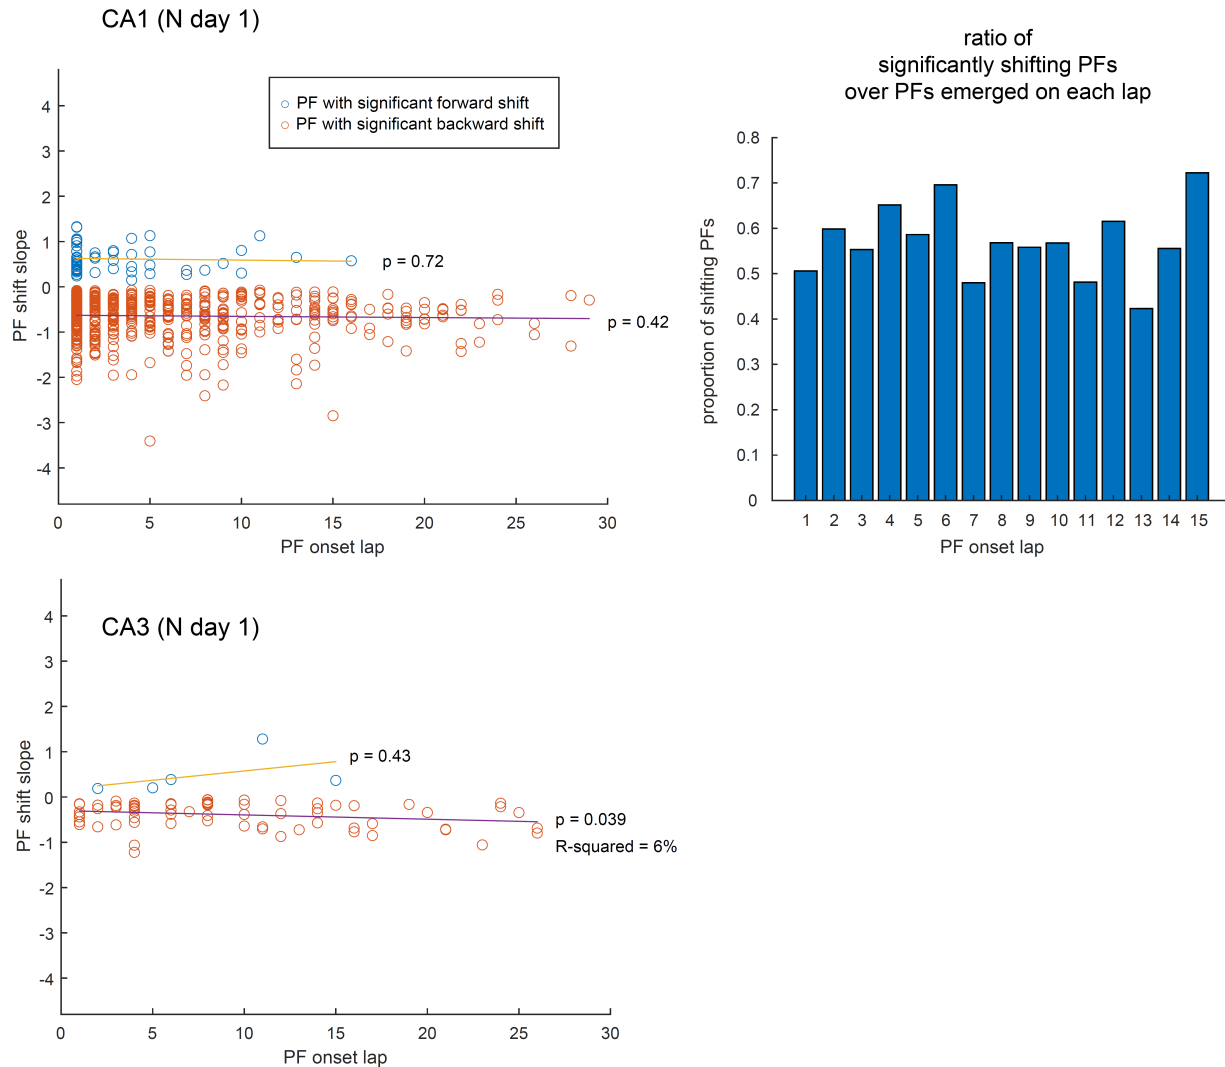 CA1 (N day 1)
4
3
2
1
0
-1
-2
-3
-4
PF shift slope
PF with significant forward shift
PF with significant backward shift
p = 0.72
p = 0.42
0 5 10 15 20 25 30
PF onset lap
ratio of
significantly shifting PFs
over PFs emerged on each lap
0.8
0.7
0.6
0.5
0.4
0.3
0.2
0.1
0
proportion of shifting PFs
1 2 3 4 5 6 7 8 9 10 11 12 13 14 15
PF onset lap
CA3 (N day 1)
4
3
2
1
0
-1
-2
-3
-4
PF shift slope
p = 0.43
p = 0.039
R-squared = 6%
0 5 10 15 20 25 30
PF onset lap